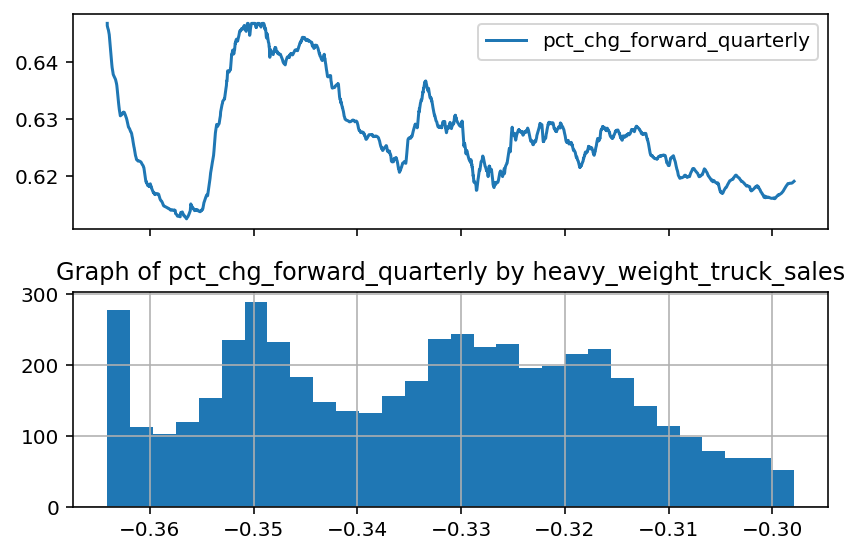 pct_chg_forward_quarterly
0.64
0.63
0.62
Graph of pct_chg_forward_quarterly by heavy_weight_truck_sales
300
200
100
0
−0.36 −0.35 −0.34 −0.33 −0.32 −0.31 −0.30